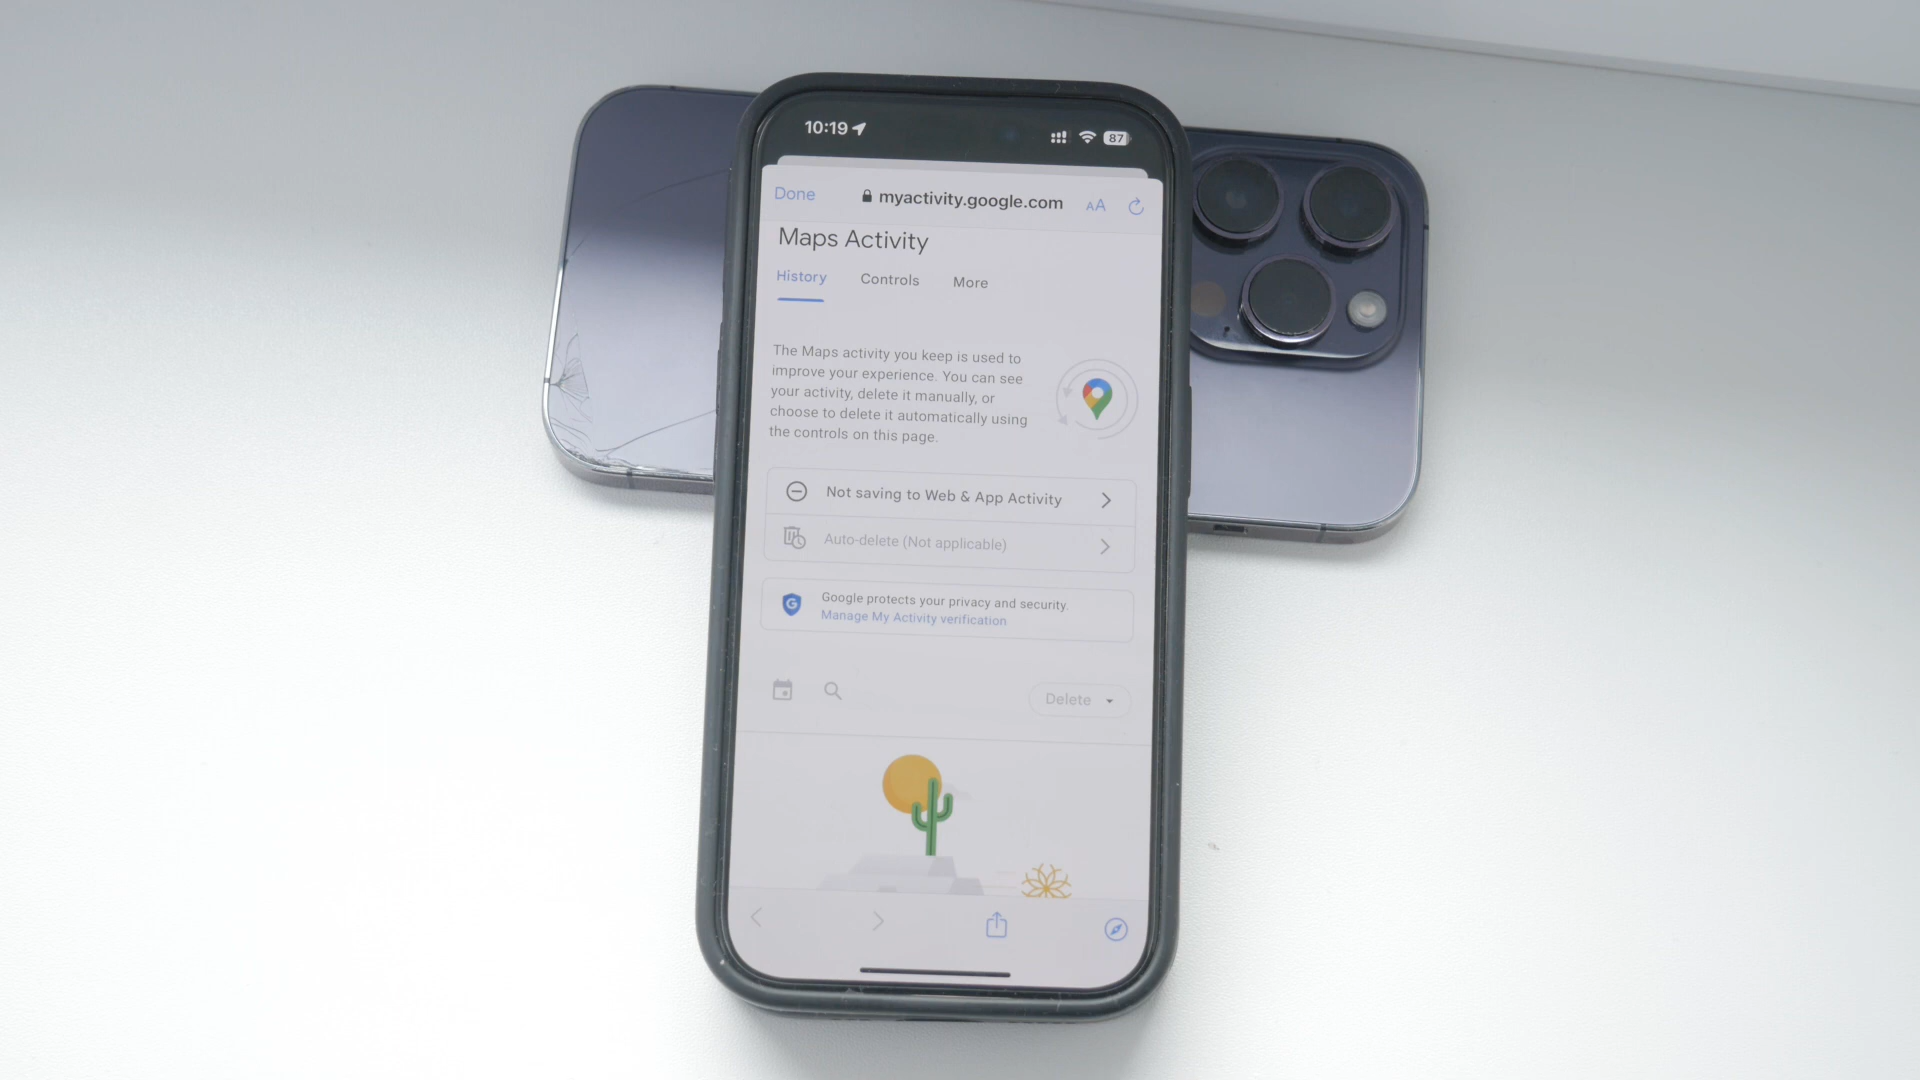 10:19
87
Done
myactivity.google.com
AA
Maps Activity
History
Controls
More
The Maps activity you keep is used to
improve your experience. You can see
your activity, delete it manually, or
choose to delete it automatically using
the controls on this page.
Not saving to Web & App Activity
Auto-delete (Not applicable)
G
Google protects your privacy and security.
Manage My Activity verification
Delete